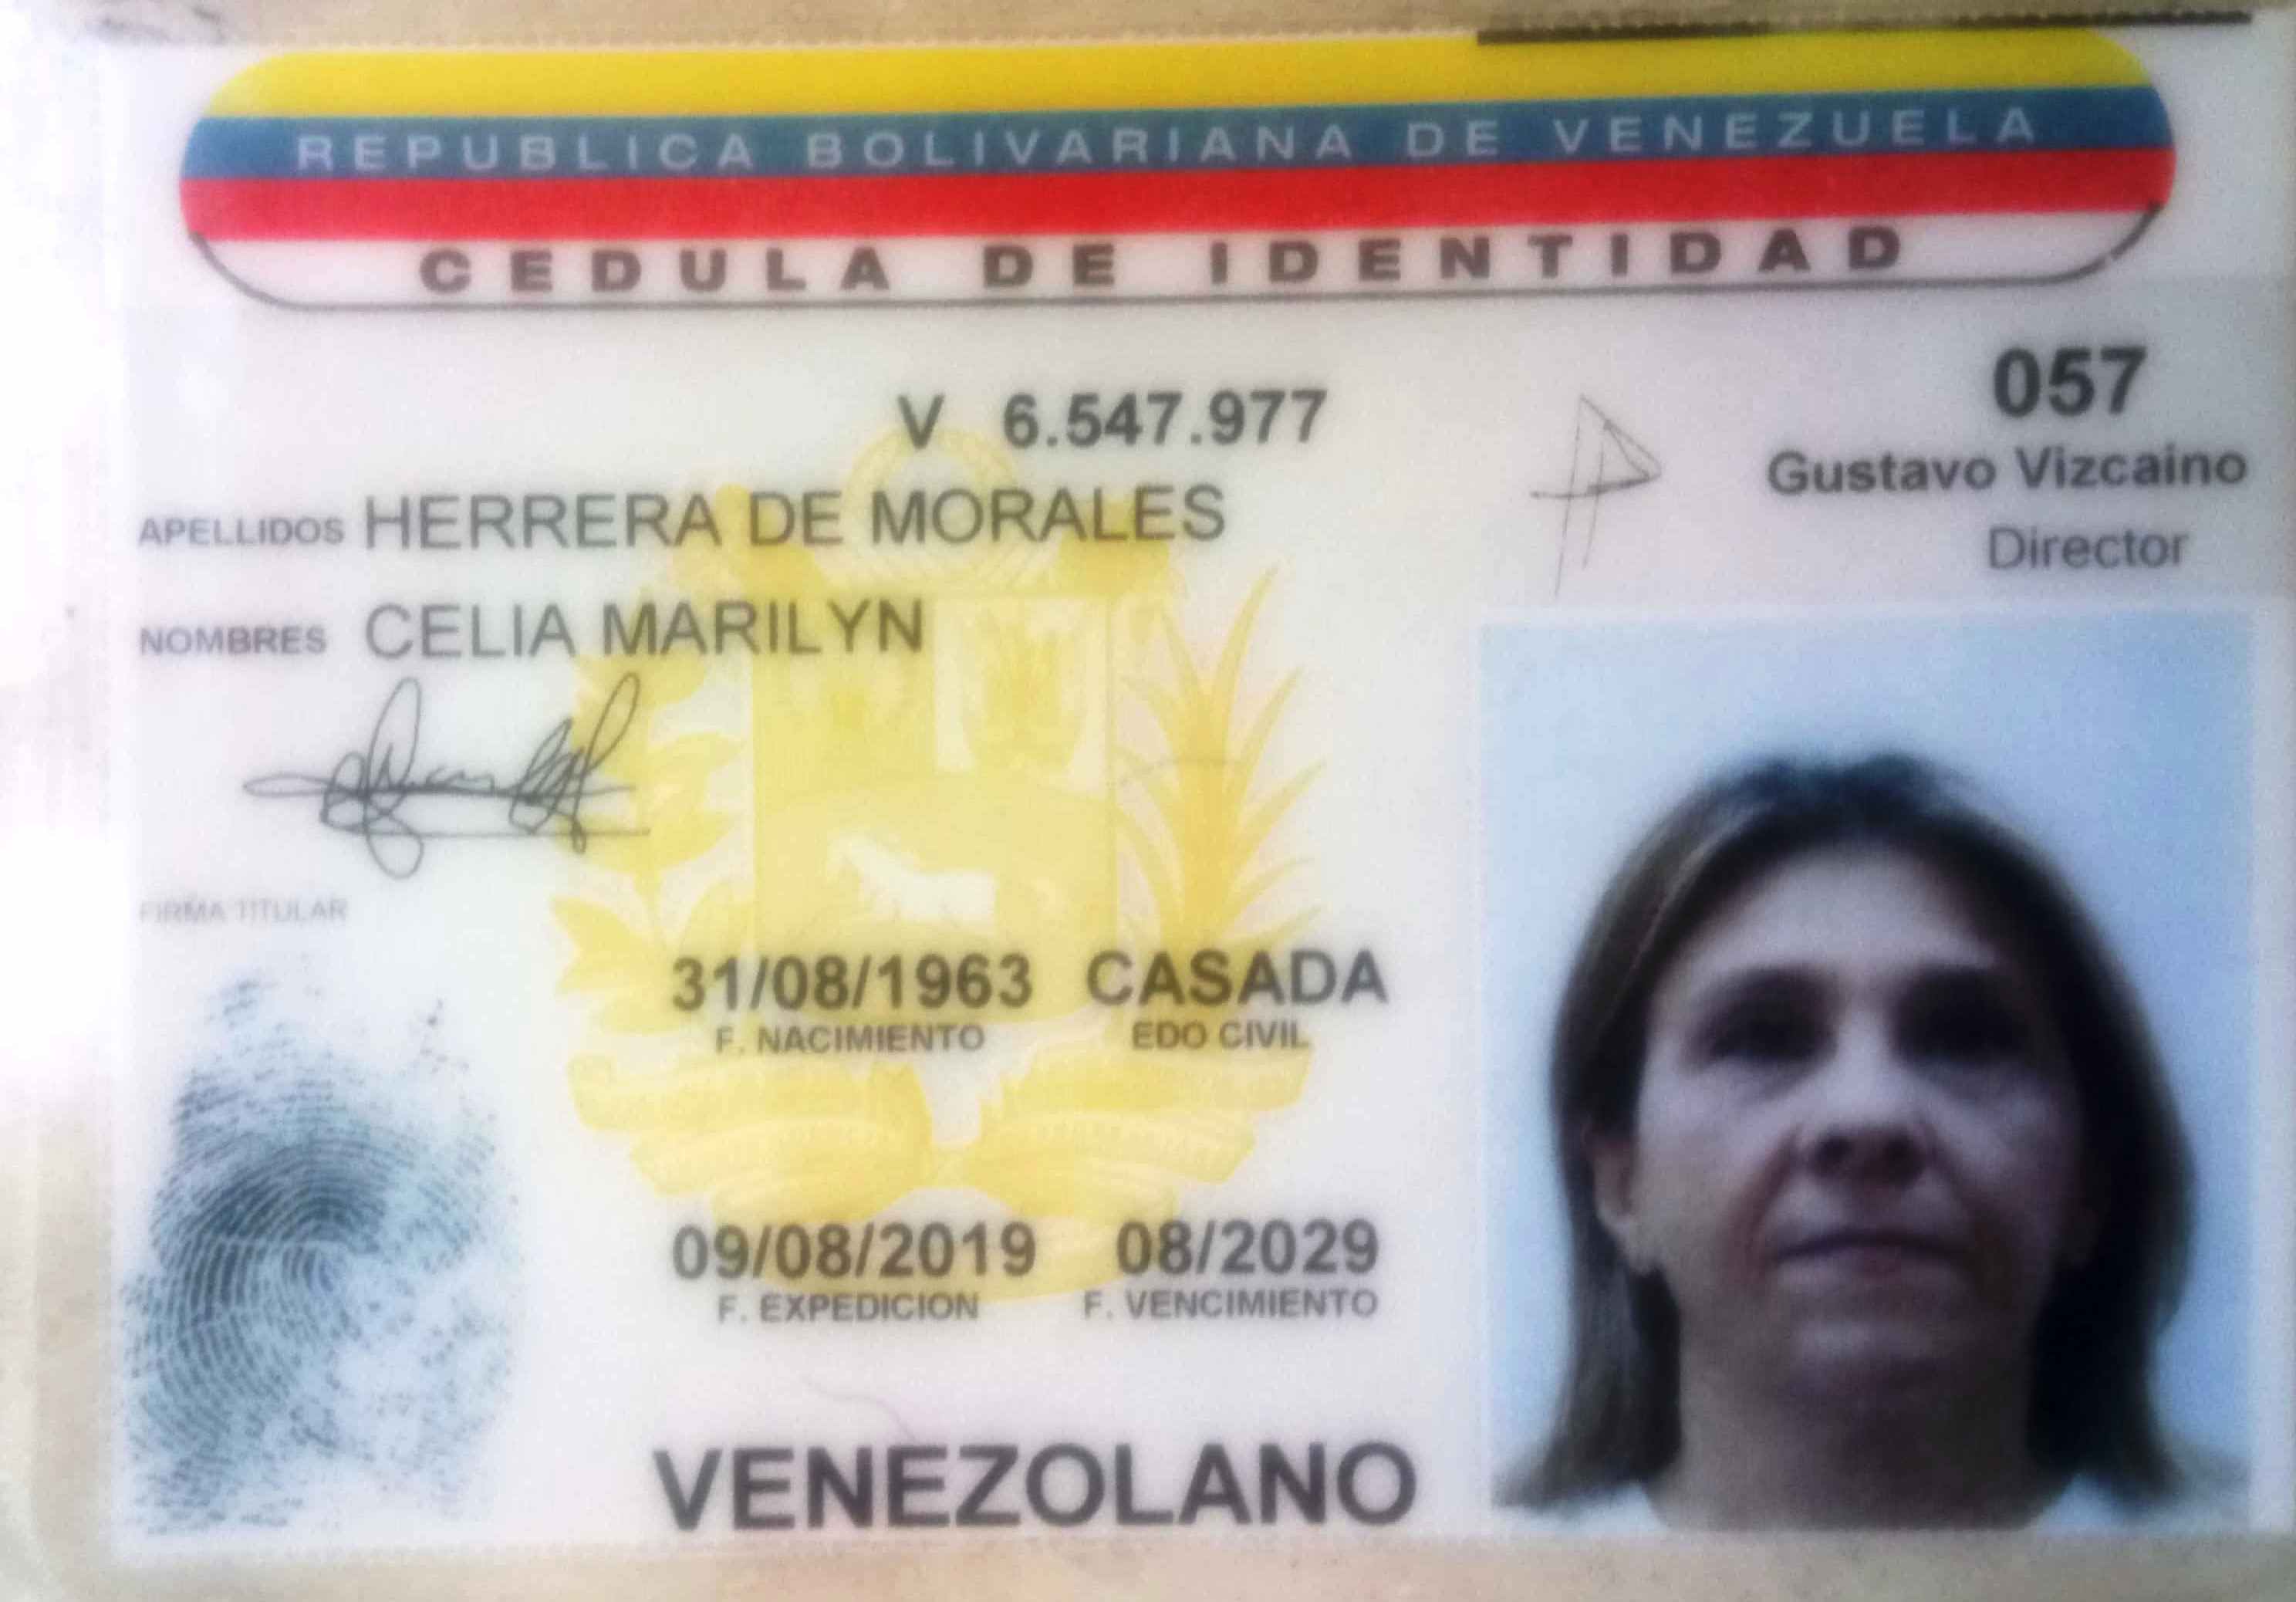 REPUBLICA BOLIVARIANA DE VENEZUELA
CEDULA DE IDENTIDAD
V 6.547.977
057
Gustavo Vizcaino
Director
APELLIDOS HERRERA DE MORALES
NOMBRES CELIA MARILYN
FIRMA TITULAR
31/08/1963 CASADA
F. NACIMIENTO EDO CIVIL
09/08/2019 08/2029
F. EXPEDICION F. VENCIMIENTO
VENEZOLANO